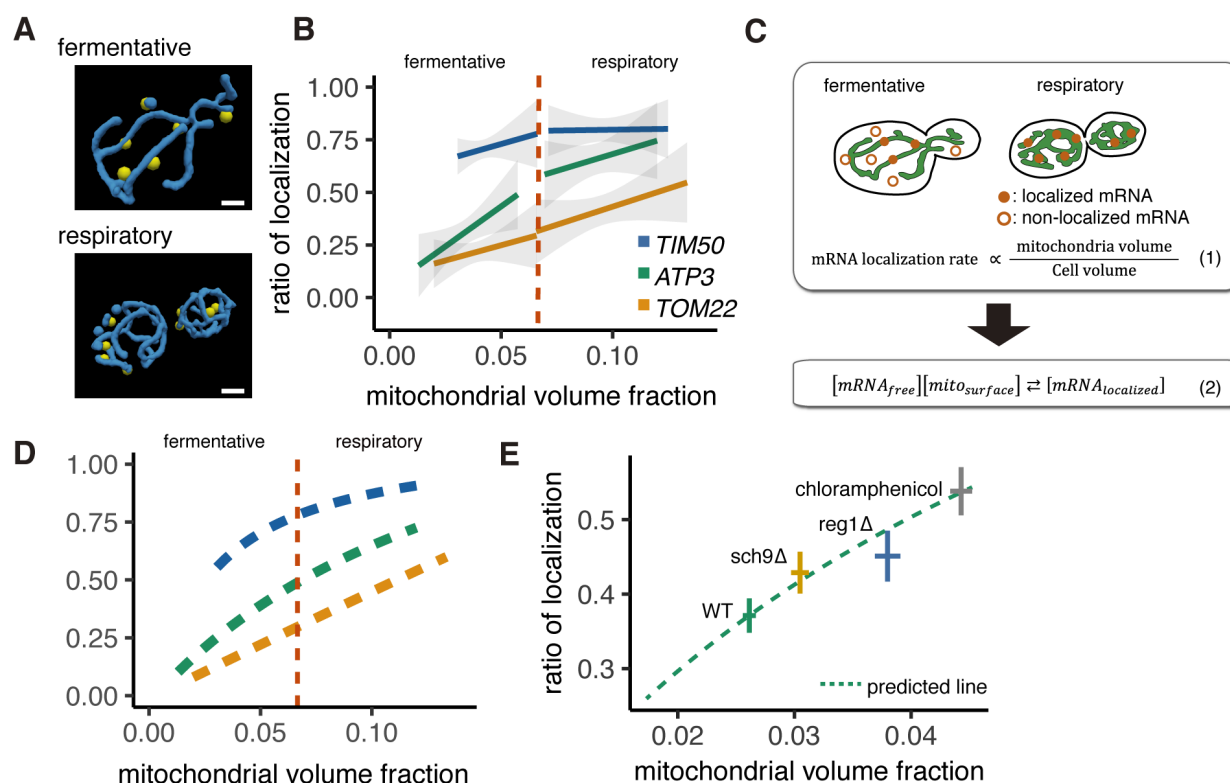 A
fermentative
respiratory
B
fermentative
respiratory
1.00
0.75
0.50
0.25
0.00
ratio of localization
TIM50
ATP3
TOM22
0.00
0.05
0.10
mitochondrial volume fraction
C
fermentative
respiratory
: localized mRNA
: non-localized mRNA
mRNA localization rate ∝ mitochondria volume / Cell volume (1)
[mRNA_free][mito_surface] ⇄ [mRNA_localized] (2)
D
fermentative
respiratory
1.00
0.75
0.50
0.25
0.00
0.00
0.05
0.10
mitochondrial volume fraction
E
ratio of localization
0.5
0.4
0.3
chloramphenicol
reg1Δ
sch9Δ
WT
predicted line
0.02
0.03
0.04
mitochondrial volume fraction